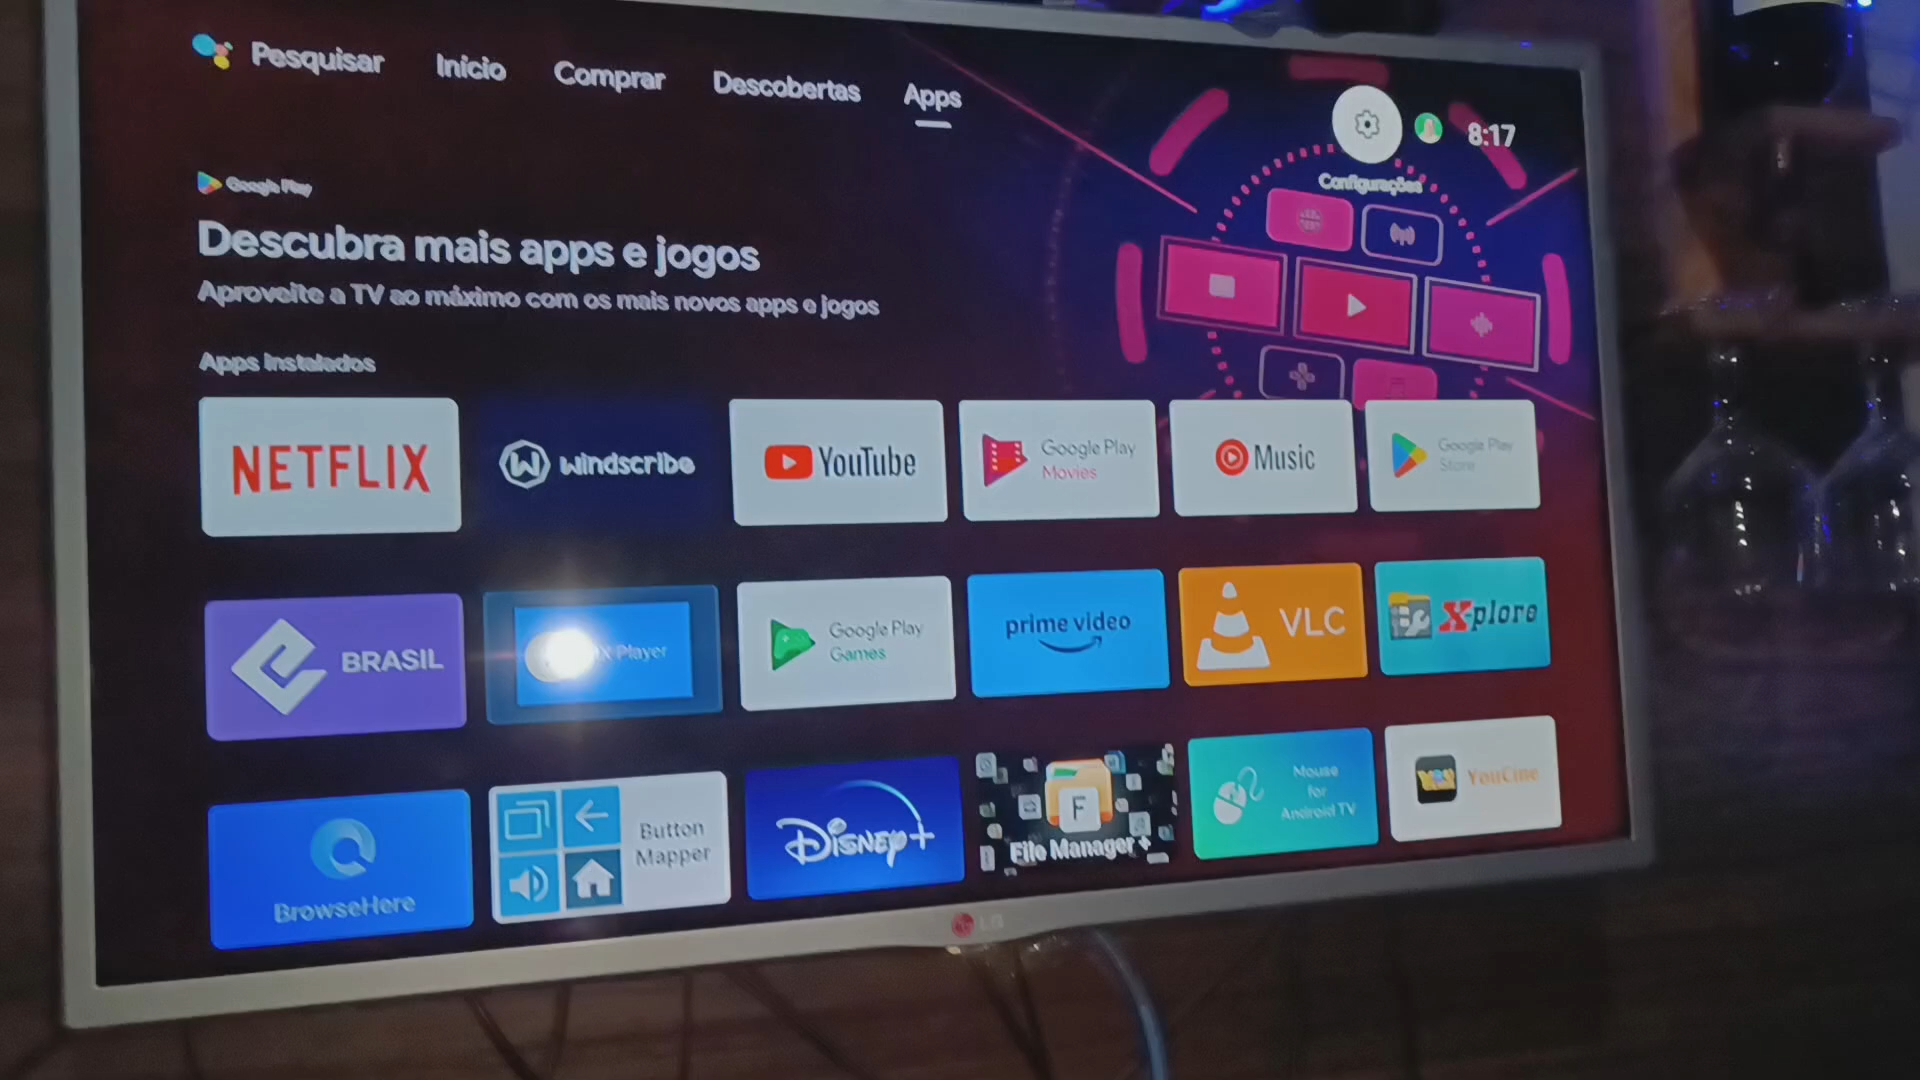 Pesquisar Início Comprar Descobertas Apps
8:17
Configurações
Google Play
Descubra mais apps e jogos
Aproveite a TV ao máximo com os mais novos apps e jogos
Apps instalados
NETFLIX
windscribe
YouTube
Google Play
Movies
Music
Google Play
Store
BRASIL
X Player
Google Play
Games
prime video
VLC
X-plore
BrowseHere
Button
Mapper
Disney+
F
File Manager +
Mouse
for
Android TV
YouCine
LG